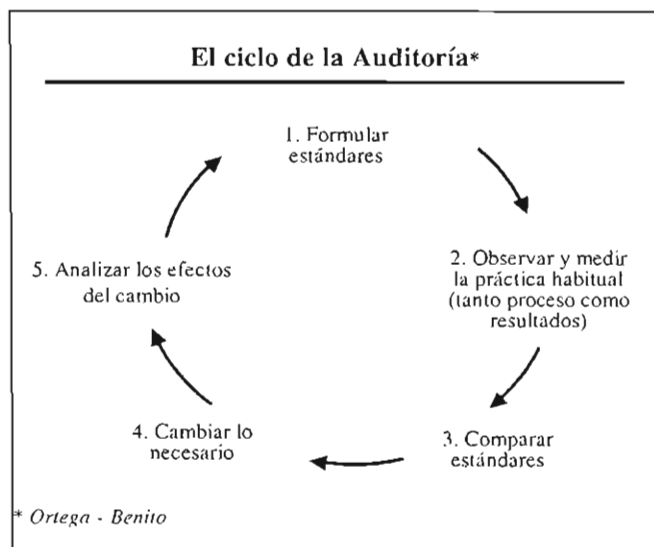 El ciclo de la Auditoría*
1. Formular
estándares
2. Observar y medir
la práctica habitual
(tanto proceso como
resultados)
3. Comparar
estándares
4. Cambiar lo
necesario
5. Analizar los efectos
del cambio
* Ortega - Benito